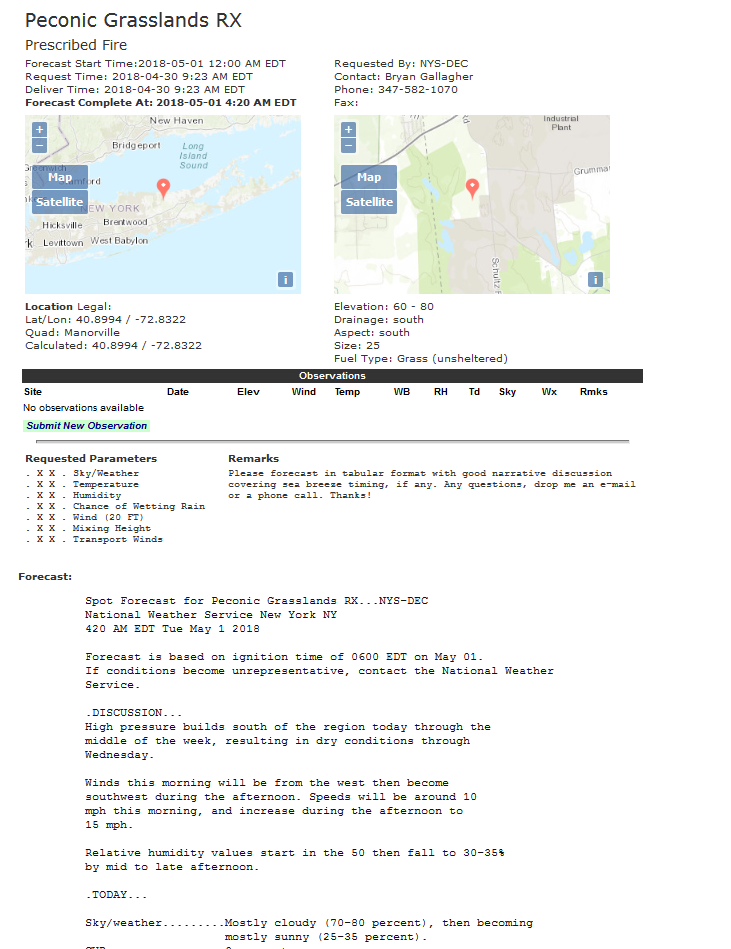 Peconic Grasslands RX
Prescribed Fire
Forecast Start Time:2018-05-01 12:00 AM EDT
Request Time: 2018-04-30 9:23 AM EDT
Deliver Time: 2018-04-30 9:23 AM EDT
Forecast Complete At: 2018-05-01 4:20 AM EDT
Requested By: NYS-DEC
Contact: Bryan Gallagher
Phone: 347-582-1070
Fax:
+
−
Map
Satellite
New Haven
Bridgeport
Long
Island
Sound
NEW YORK
Hicksville
Brentwood
Levittown
West Babylon
i
+
−
Map
Satellite
Industrial
Plant
Rd
Grumma
Schultz R
i
Location Legal:
Lat/Lon: 40.8994 / -72.8322
Quad: Manorville
Calculated: 40.8994 / -72.8322
Elevation: 60 - 80
Drainage: south
Aspect: south
Size: 25
Fuel Type: Grass (unsheltered)
Observations
Site Date Elev Wind Temp WB RH Td Sky Wx Rmks
No observations available
Submit New Observation
Requested Parameters
. X X . Sky/Weather
. X X . Temperature
. X X . Humidity
. X X . Chance of Wetting Rain
. X X . Wind (20 FT)
. X X . Mixing Height
. X X . Transport Winds
Remarks
Please forecast in tabular format with good narrative discussion
covering sea breeze timing, if any. Any questions, drop me an e-mail
or a phone call. Thanks!
Forecast:
Spot Forecast for Peconic Grasslands RX...NYS-DEC
National Weather Service New York NY
420 AM EDT Tue May 1 2018
Forecast is based on ignition time of 0600 EDT on May 01.
If conditions become unrepresentative, contact the National Weather
Service.
.DISCUSSION...
High pressure builds south of the region today through the
middle of the week, resulting in dry conditions through
Wednesday.
Winds this morning will be from the west then become
southwest during the afternoon. Speeds will be around 10
mph this morning, and increase during the afternoon to
15 mph.
Relative humidity values start in the 50 then fall to 30-35%
by mid to late afternoon.
.TODAY...
Sky/weather.........Mostly cloudy (70-80 percent), then becoming
mostly sunny (25-35 percent).